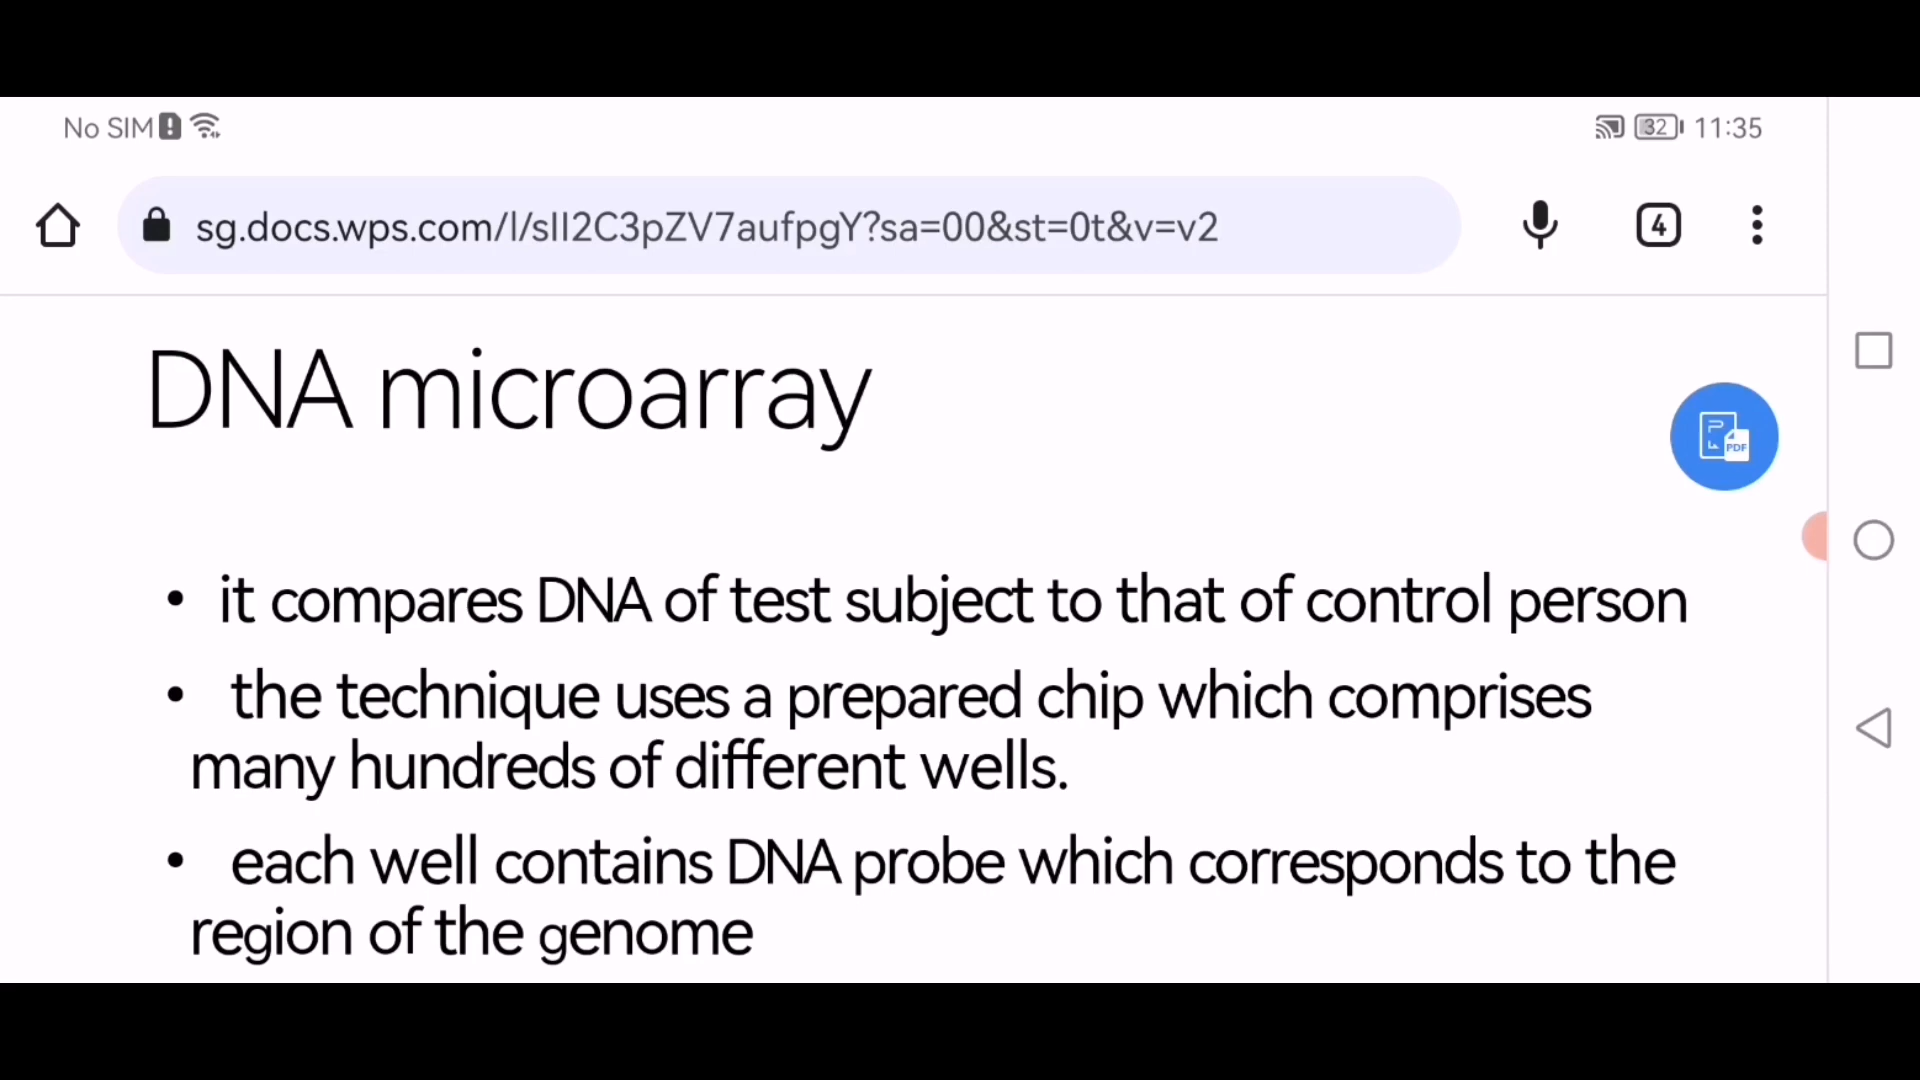 No SIM
32 11:35
sg.docs.wps.com/l/sII2C3pZV7aufpgY?sa=00&st=0t&v=v2
4
DNA microarray
PDF
• it compares DNA of test subject to that of control person
• the technique uses a prepared chip which comprises
many hundreds of different wells.
• each well contains DNA probe which corresponds to the
region of the genome